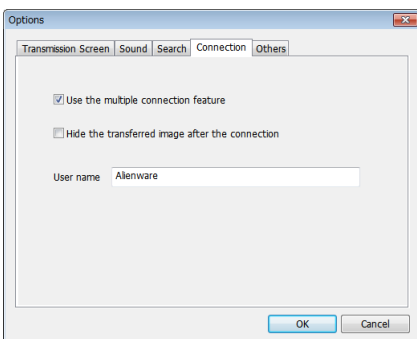 Options
Transmission Screen Sound Search Connection Others
Use the multiple connection feature
Hide the transferred image after the connection
User name Alienware
OK Cancel